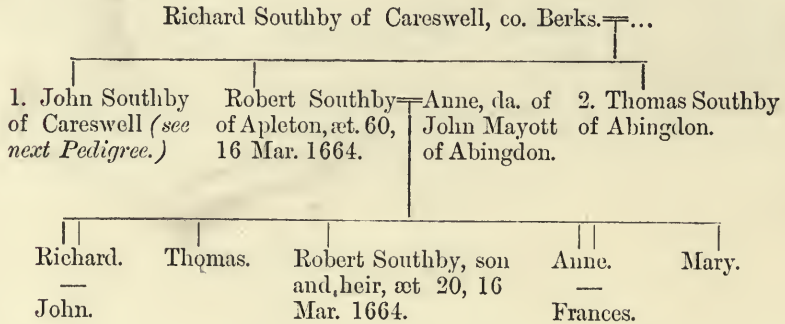 Richard Southby of Careswell, co. Berks.=...
1. John Southby
of Careswell (see
next Pedigree.)
Robert Southby=Anne, da. of
of Apleton, æt. 60, John Mayott
16 Mar. 1664. of Abingdon.
2. Thomas Southby
of Abingdon.
Richard.
—
John.
Thomas.
Robert Southby, son
and heir, æt 20, 16
Mar. 1664.
Anne.
—
Frances.
Mary.